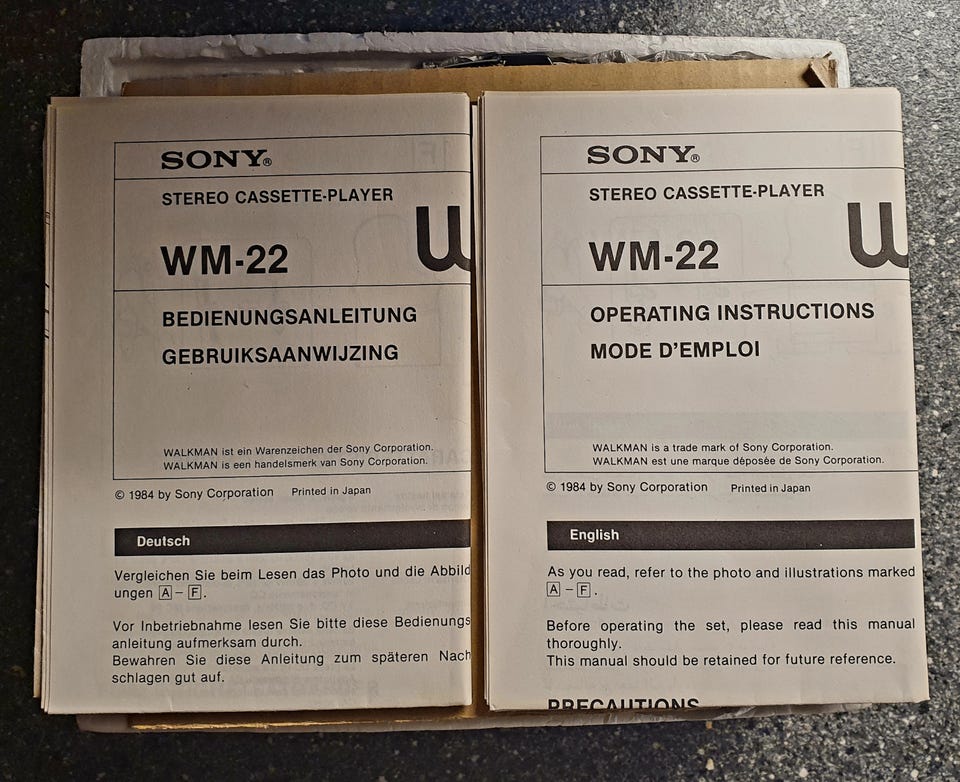 SONY®
STEREO CASSETTE-PLAYER
WM-22
W
BEDIENUNGSANLEITUNG
GEBRUIKSAANWIJZING
WALKMAN ist ein Warenzeichen der Sony Corporation.
WALKMAN is een handelsmerk van Sony Corporation.
© 1984 by Sony Corporation Printed in Japan
Deutsch
Vergleichen Sie beim Lesen das Photo und die Abbild
ungen A – F.
Vor Inbetriebnahme lesen Sie bitte diese Bedienungs
anleitung aufmerksam durch.
Bewahren Sie diese Anleitung zum späteren Nach
schlagen gut auf.
SONY®
STEREO CASSETTE-PLAYER
WM-22
W
OPERATING INSTRUCTIONS
MODE D'EMPLOI
WALKMAN is a trade mark of Sony Corporation.
WALKMAN est une marque déposée de Sony Corporation.
© 1984 by Sony Corporation Printed in Japan
English
As you read, refer to the photo and illustrations marked
A – F.
Before operating the set, please read this manual
thoroughly.
This manual should be retained for future reference.
PRECAUTIONS